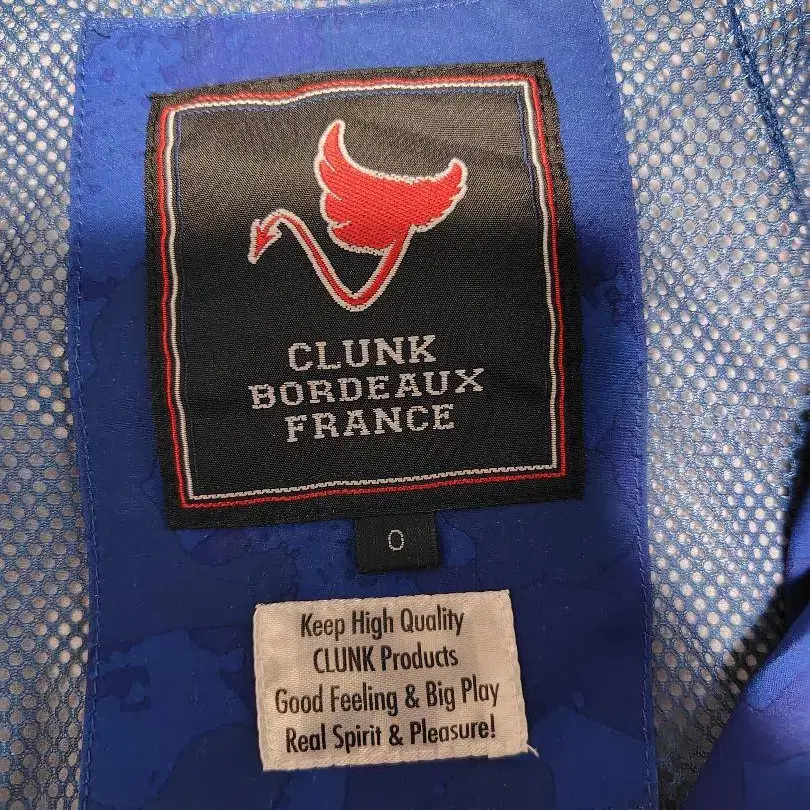 CLUNK
BORDEAUX
FRANCE
0
Keep High Quality
CLUNK Products
Good Feeling & Big Play
Real Spirit & Pleasure!